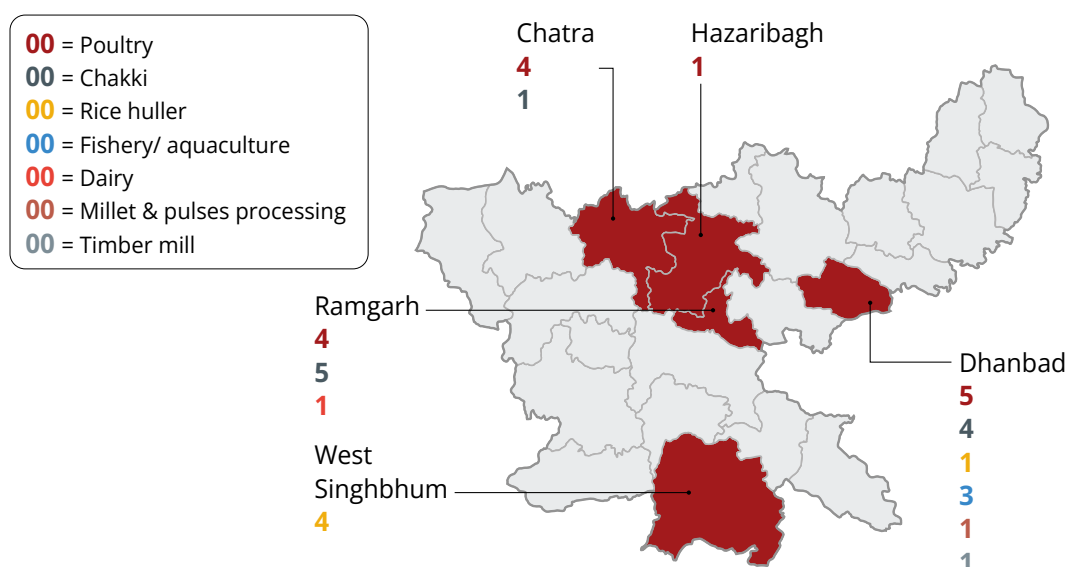 00 = Poultry
00 = Chakki
00 = Rice huller
00 = Fishery/ aquaculture
00 = Dairy
00 = Millet & pulses processing
00 = Timber mill
Chatra
4
1
Hazaribagh
1
Ramgarh
4
5
1
West
Singhbhum
4
Dhanbad
5
4
1
3
1
1